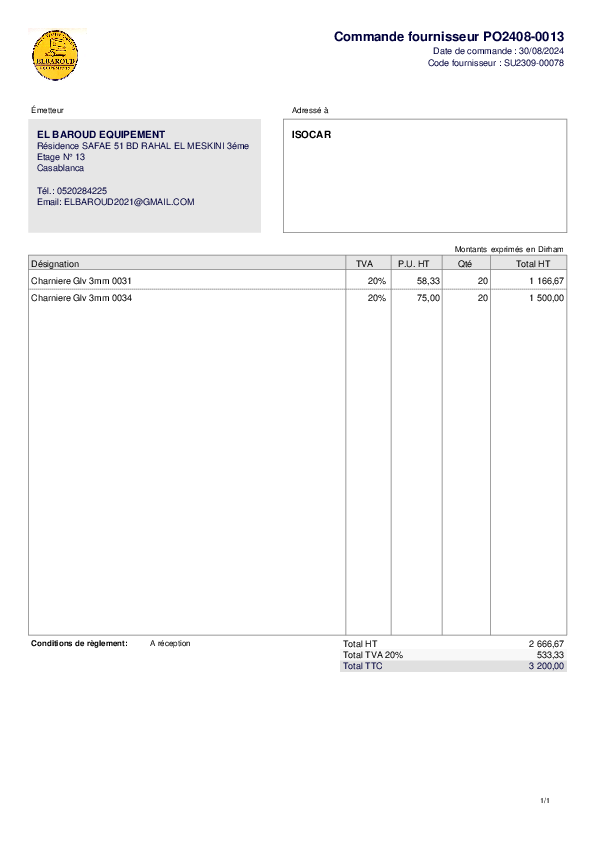 ELBAROUD
EQUIPEMENTS
Commande fournisseur PO2408-0013
Date de commande : 30/08/2024
Code fournisseur : SU2309-00078
Émetteur
Adressé à
EL BAROUD EQUIPEMENT
Résidence SAFAE 51 BD RAHAL EL MESKINI 3éme
Etage N° 13
Casablanca
Tél.: 0520284225
Email: ELBAROUD2021@GMAIL.COM
ISOCAR
Montants exprimés en Dirham
Désignation TVA P.U. HT Qté Total HT
Charniere Glv 3mm 0031 20% 58,33 20 1 166,67
Charniere Glv 3mm 0034 20% 75,00 20 1 500,00
Conditions de règlement: A réception
Total HT 2 666,67
Total TVA 20% 533,33
Total TTC 3 200,00
1/1